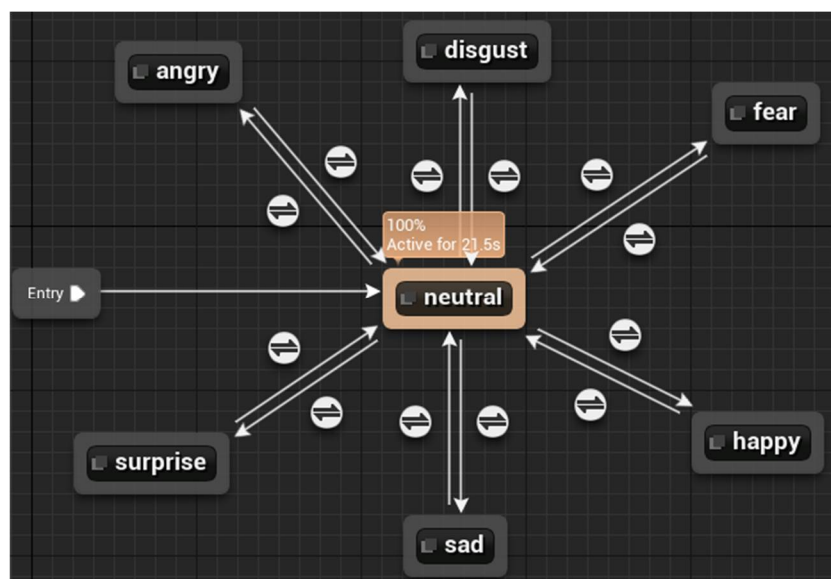 disgust
angry
fear
100%
Active for 21.5s
Entry
neutral
happy
surprise
sad